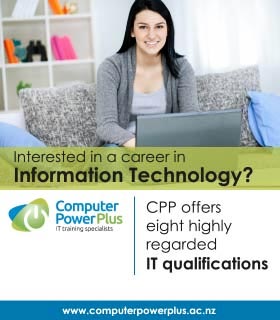 Interested in a career in
Information Technology?
Computer
PowerPlus
IT training specialists
CPP offers
eight highly
regarded
IT qualifications
www.computerpowerplus.ac.nz